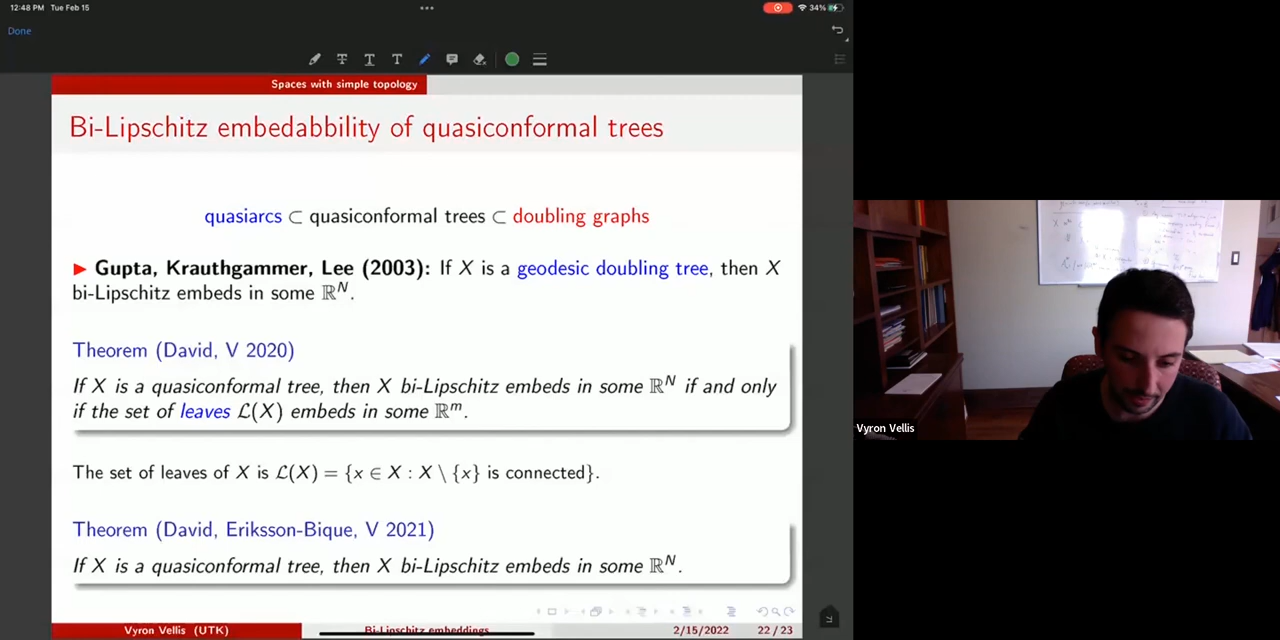 12:48 PM Tue Feb 15
34%
Done
T T T
Spaces with simple topology
Bi-Lipschitz embedabbility of quasiconformal trees
quasiarcs ⊂ quasiconformal trees ⊂ doubling graphs
▶ Gupta, Krauthgammer, Lee (2003): If X is a geodesic doubling tree, then X
bi-Lipschitz embeds in some ℝᴺ.
Theorem (David, V 2020)
If X is a quasiconformal tree, then X bi-Lipschitz embeds in some ℝᴺ if and only
if the set of leaves ℒ(X) embeds in some ℝᵐ.
The set of leaves of X is ℒ(X) = {x ∈ X : X \ {x} is connected}.
Theorem (David, Eriksson-Bique, V 2021)
If X is a quasiconformal tree, then X bi-Lipschitz embeds in some ℝᴺ.
Vyron Vellis (UTK)
Bi-Lipschitz embeddings
2/15/2022
22 / 23
Vyron Vellis